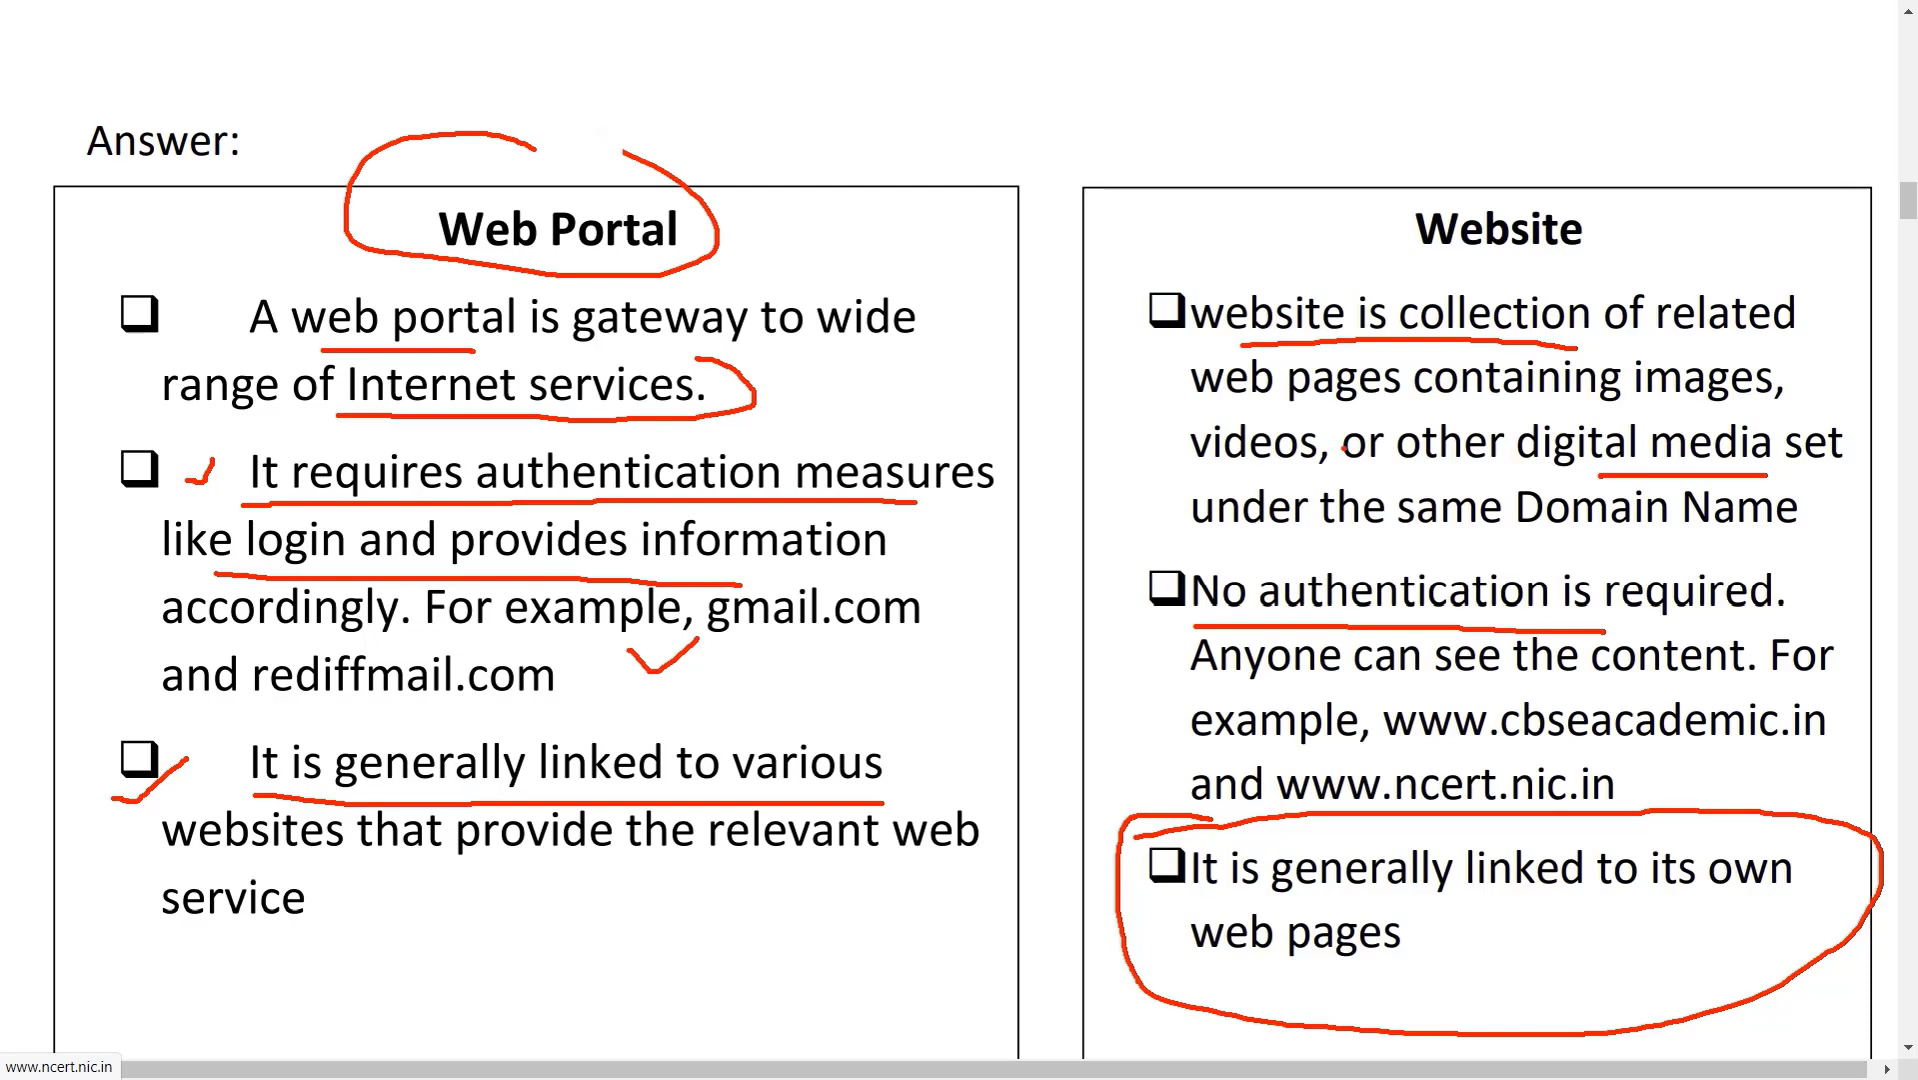 Answer:
Web Portal
❑ A web portal is gateway to wide
range of Internet services.
❑ It requires authentication measures
like login and provides information
accordingly. For example, gmail.com
and rediffmail.com
❑ It is generally linked to various
websites that provide the relevant web
service
Website
❑website is collection of related
web pages containing images,
videos, or other digital media set
under the same Domain Name
❑No authentication is required.
Anyone can see the content. For
example, www.cbseacademic.in
and www.ncert.nic.in
❑It is generally linked to its own
web pages
www.ncert.nic.in